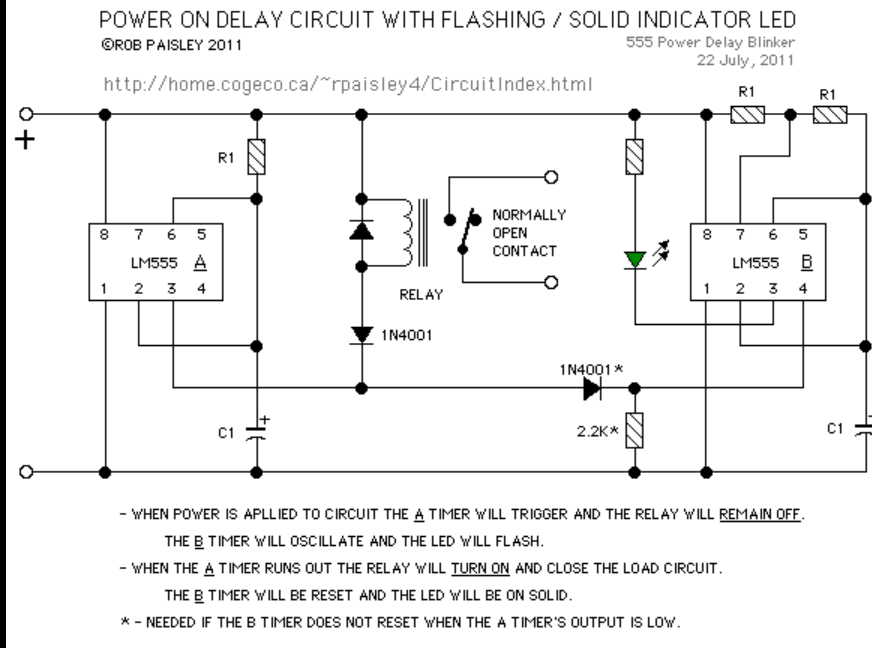 POWER ON DELAY CIRCUIT WITH FLASHING / SOLID INDICATOR LED
©ROB PAISLEY 2011
555 Power Delay Blinker
22 July, 2011
http://home.cogeco.ca/~rpaisley4/CircuitIndex.html
R1 R1
+
R1
NORMALLY
OPEN
CONTACT
8 7 6 5
LM555 A
1 2 3 4
8 7 6 5
LM555 B
1 2 3 4
RELAY
1N4001
1N4001*
2.2K*
C1 +
C1 +
- WHEN POWER IS APLLIED TO CIRCUIT THE A TIMER WILL TRIGGER AND THE RELAY WILL REMAIN OFF.
THE B TIMER WILL OSCILLATE AND THE LED WILL FLASH.
- WHEN THE A TIMER RUNS OUT THE RELAY WILL TURN ON AND CLOSE THE LOAD CIRCUIT.
THE B TIMER WILL BE RESET AND THE LED WILL BE ON SOLID.
* - NEEDED IF THE B TIMER DOES NOT RESET WHEN THE A TIMER'S OUTPUT IS LOW.